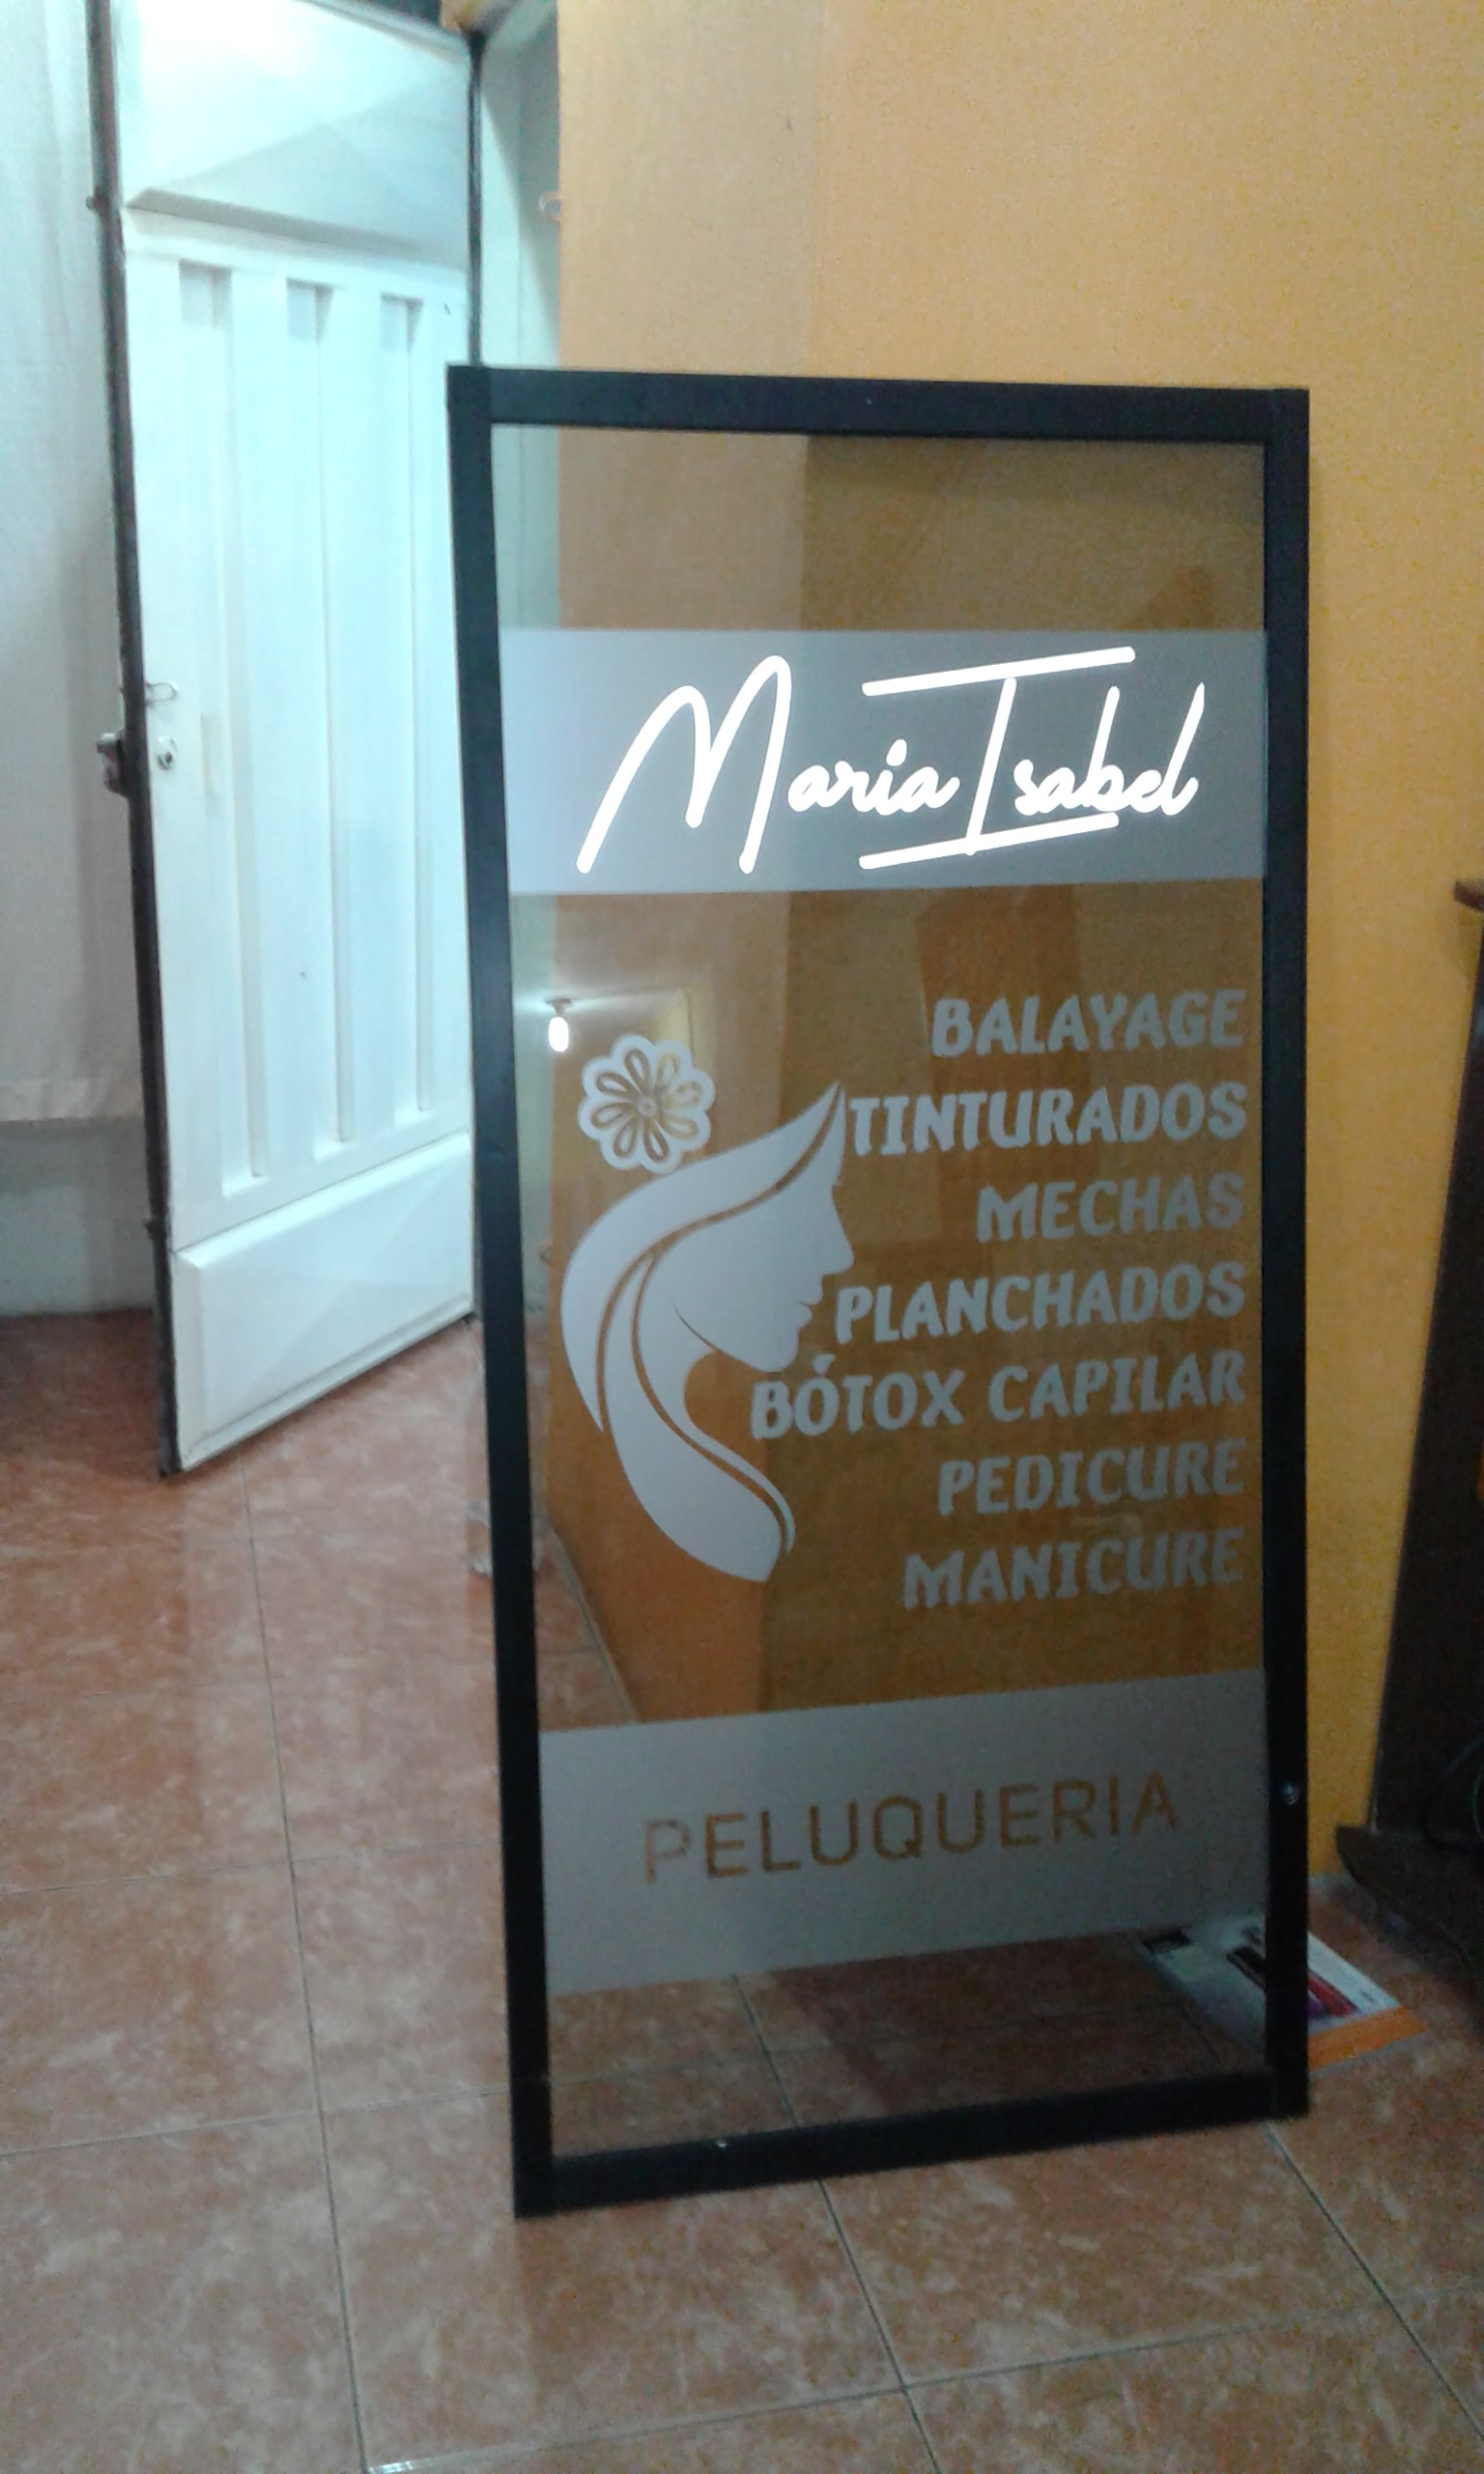 Maria Isabel
BALAYAGE
TINTURADOS
MECHAS
PLANCHADOS
BÓTOX CAPILAR
PEDICURE
MANICURE
PELUQUERIA